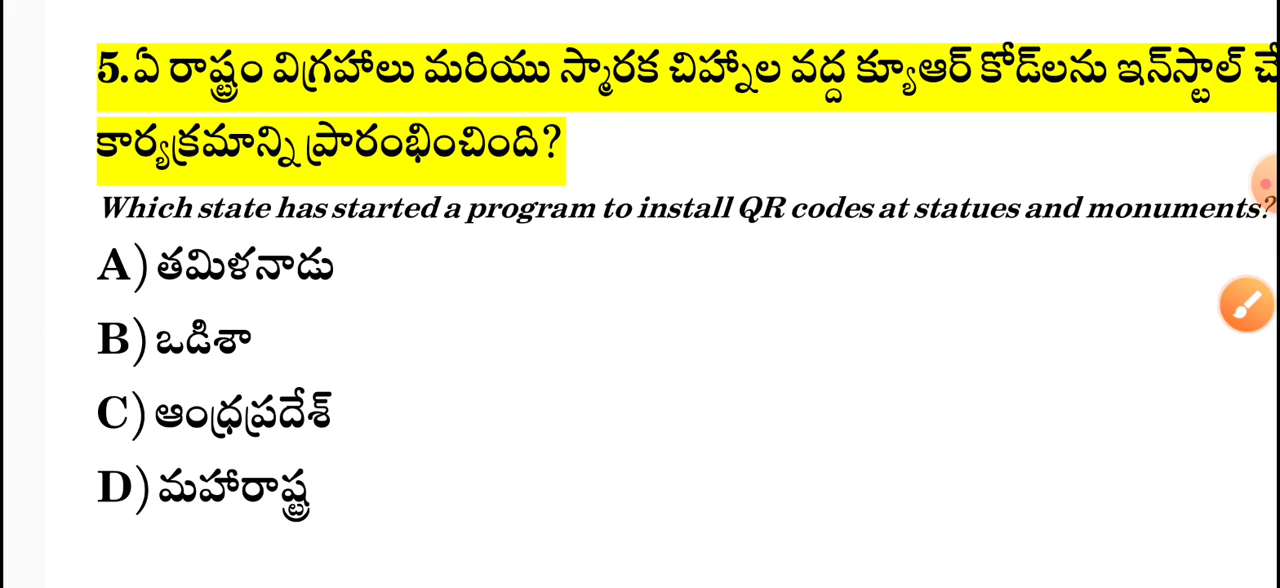 5.ఏ రాష్ట్రం విగ్రహాలు మరియు స్మారక చిహ్నాల వద్ద క్యూఆర్ కోడ్‌లను ఇన్‌స్టాల్ చే
కార్యక్రమాన్ని ప్రారంభించింది?
Which state has started a program to install QR codes at statues and monuments?
A) తమిళనాడు
B) ఒడిశా
C) ఆంధ్రప్రదేశ్
D) మహారాష్ట్ర